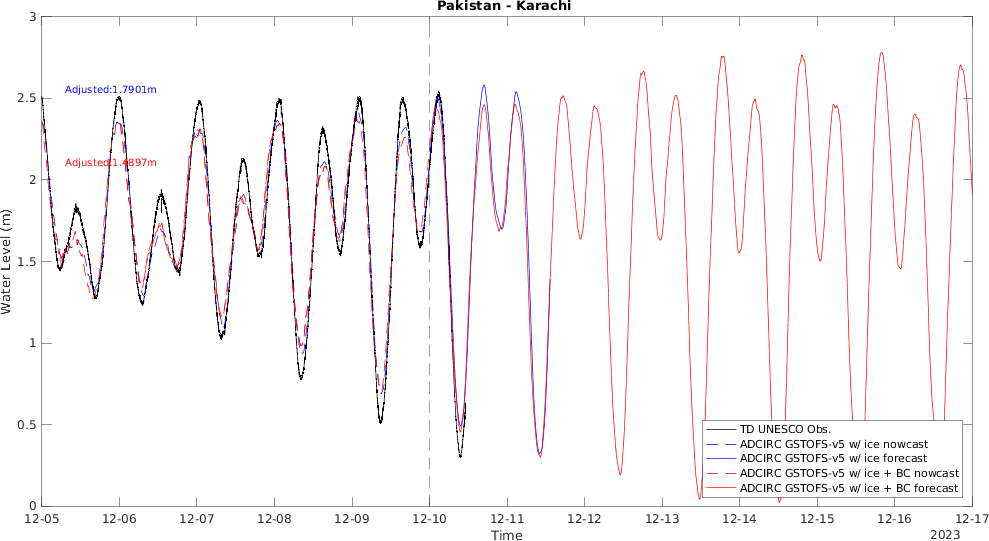 Pakistan - Karachi
3
2.5
2
1.5
1
0.5
0
Water Level (m)
Adjusted:1.7901m
Adjusted:1.4897m
TD UNESCO Obs.
ADCIRC GSTOFS-v5 w/ ice nowcast
ADCIRC GSTOFS-v5 w/ ice forecast
ADCIRC GSTOFS-v5 w/ ice + BC nowcast
ADCIRC GSTOFS-v5 w/ ice + BC forecast
12-05 12-06 12-07 12-08 12-09 12-10 12-11 12-12 12-13 12-14 12-15 12-16 12-17
Time
2023